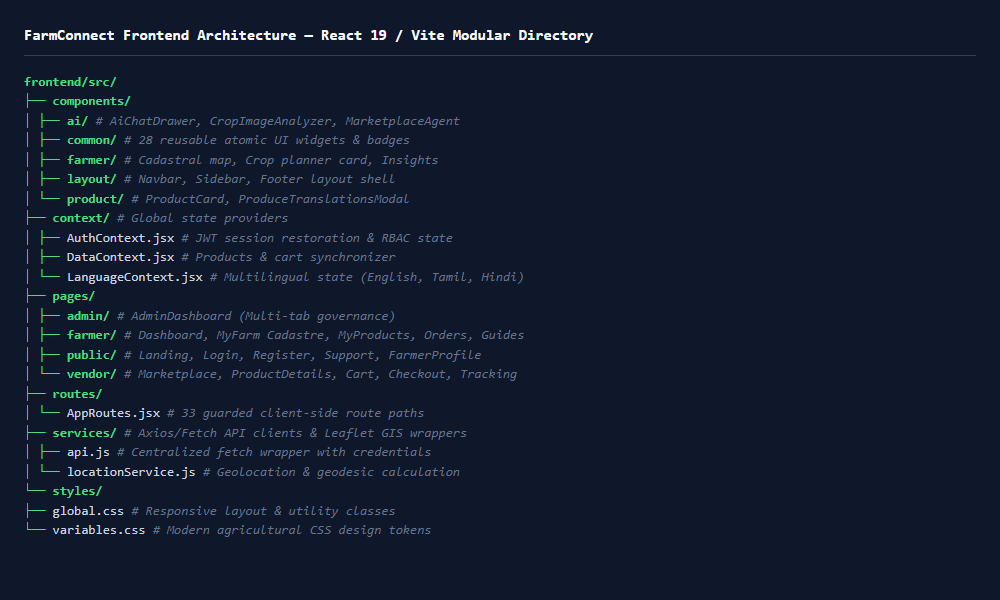 FarmConnect Frontend Architecture — React 19 / Vite Modular Directory
frontend/src/
├── components/
│ ├── ai/ # AiChatDrawer, CropImageAnalyzer, MarketplaceAgent
│ ├── common/ # 28 reusable atomic UI widgets & badges
│ ├── farmer/ # Cadastral map, Crop planner card, Insights
│ ├── layout/ # Navbar, Sidebar, Footer layout shell
│ └── product/ # ProductCard, ProduceTranslationsModal
├── context/ # Global state providers
│ ├── AuthContext.jsx # JWT session restoration & RBAC state
│ ├── DataContext.jsx # Products & cart synchronizer
│ └── LanguageContext.jsx # Multilingual state (English, Tamil, Hindi)
├── pages/
│ ├── admin/ # AdminDashboard (Multi-tab governance)
│ ├── farmer/ # Dashboard, MyFarm Cadastre, MyProducts, Orders, Guides
│ ├── public/ # Landing, Login, Register, Support, FarmerProfile
│ └── vendor/ # Marketplace, ProductDetails, Cart, Checkout, Tracking
├── routes/
│ └── AppRoutes.jsx # 33 guarded client-side route paths
├── services/ # Axios/Fetch API clients & Leaflet GIS wrappers
│ ├── api.js # Centralized fetch wrapper with credentials
│ └── locationService.js # Geolocation & geodesic calculation
└── styles/
├── global.css # Responsive layout & utility classes
└── variables.css # Modern agricultural CSS design tokens